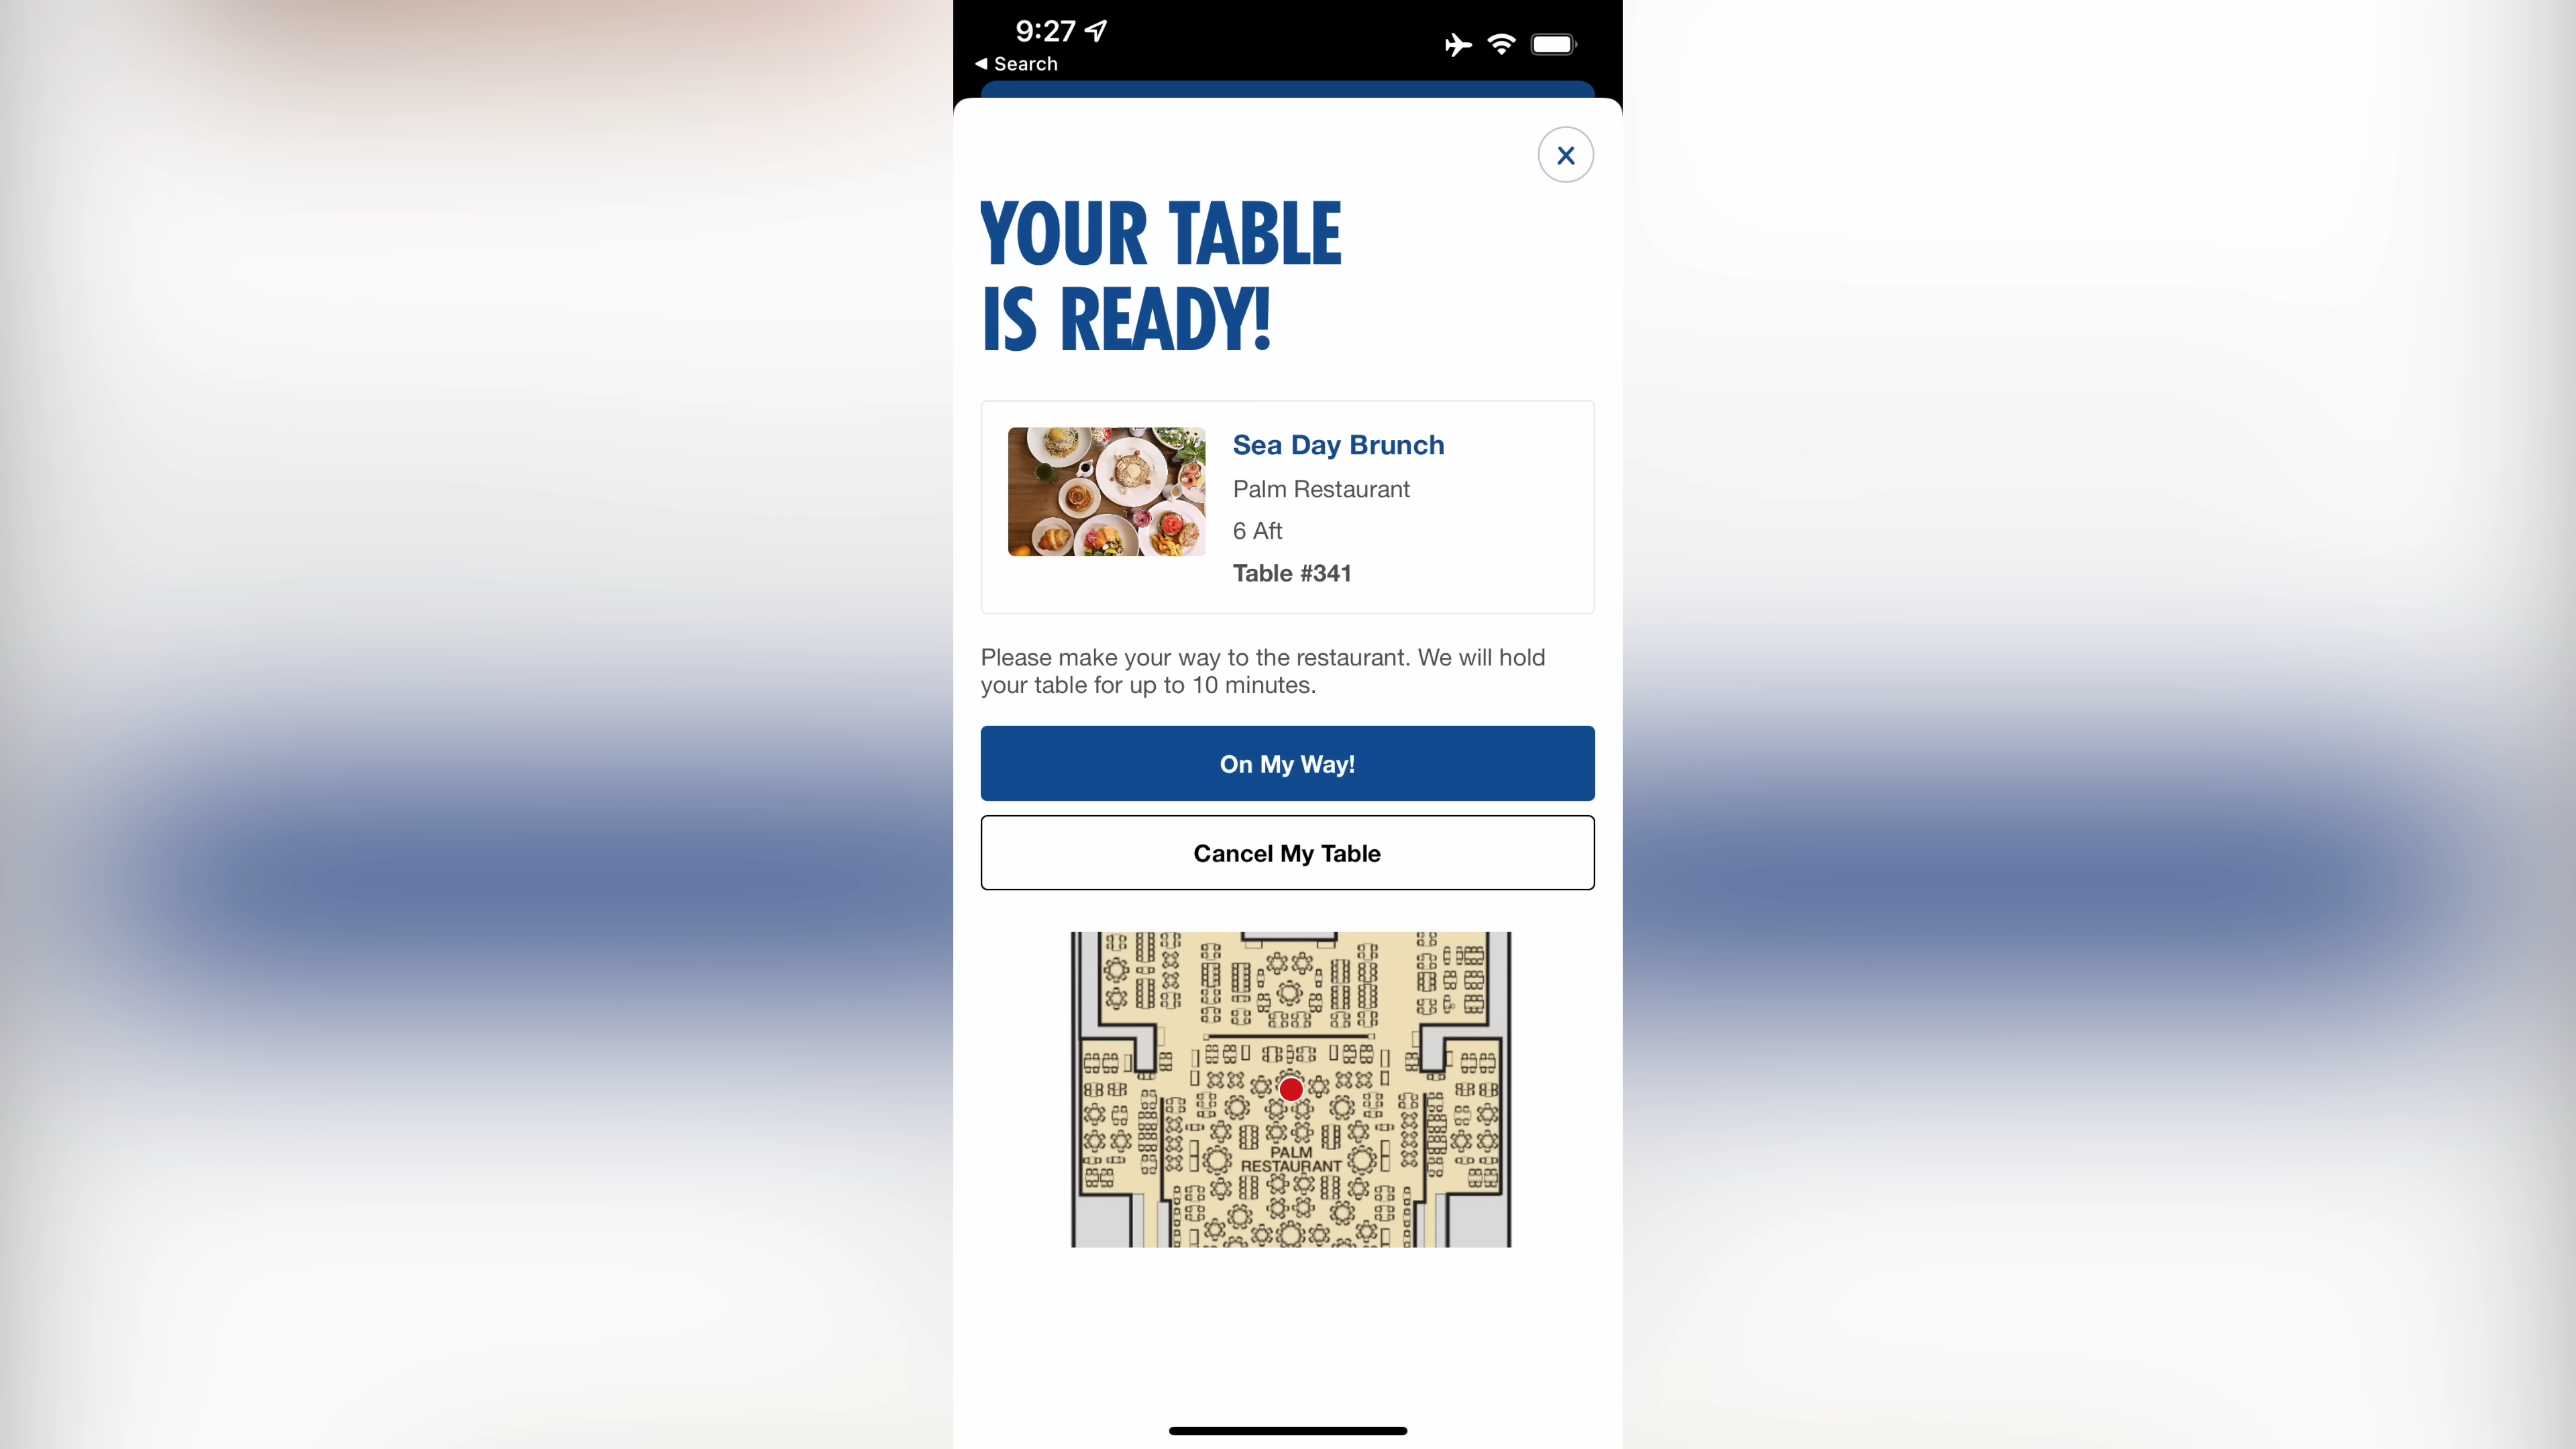 9:27
Search
YOUR TABLE
IS READY!
Sea Day Brunch
Palm Restaurant
6 Aft
Table #341
Please make your way to the restaurant. We will hold
your table for up to 10 minutes.
On My Way!
Cancel My Table
PALM
RESTAURANT